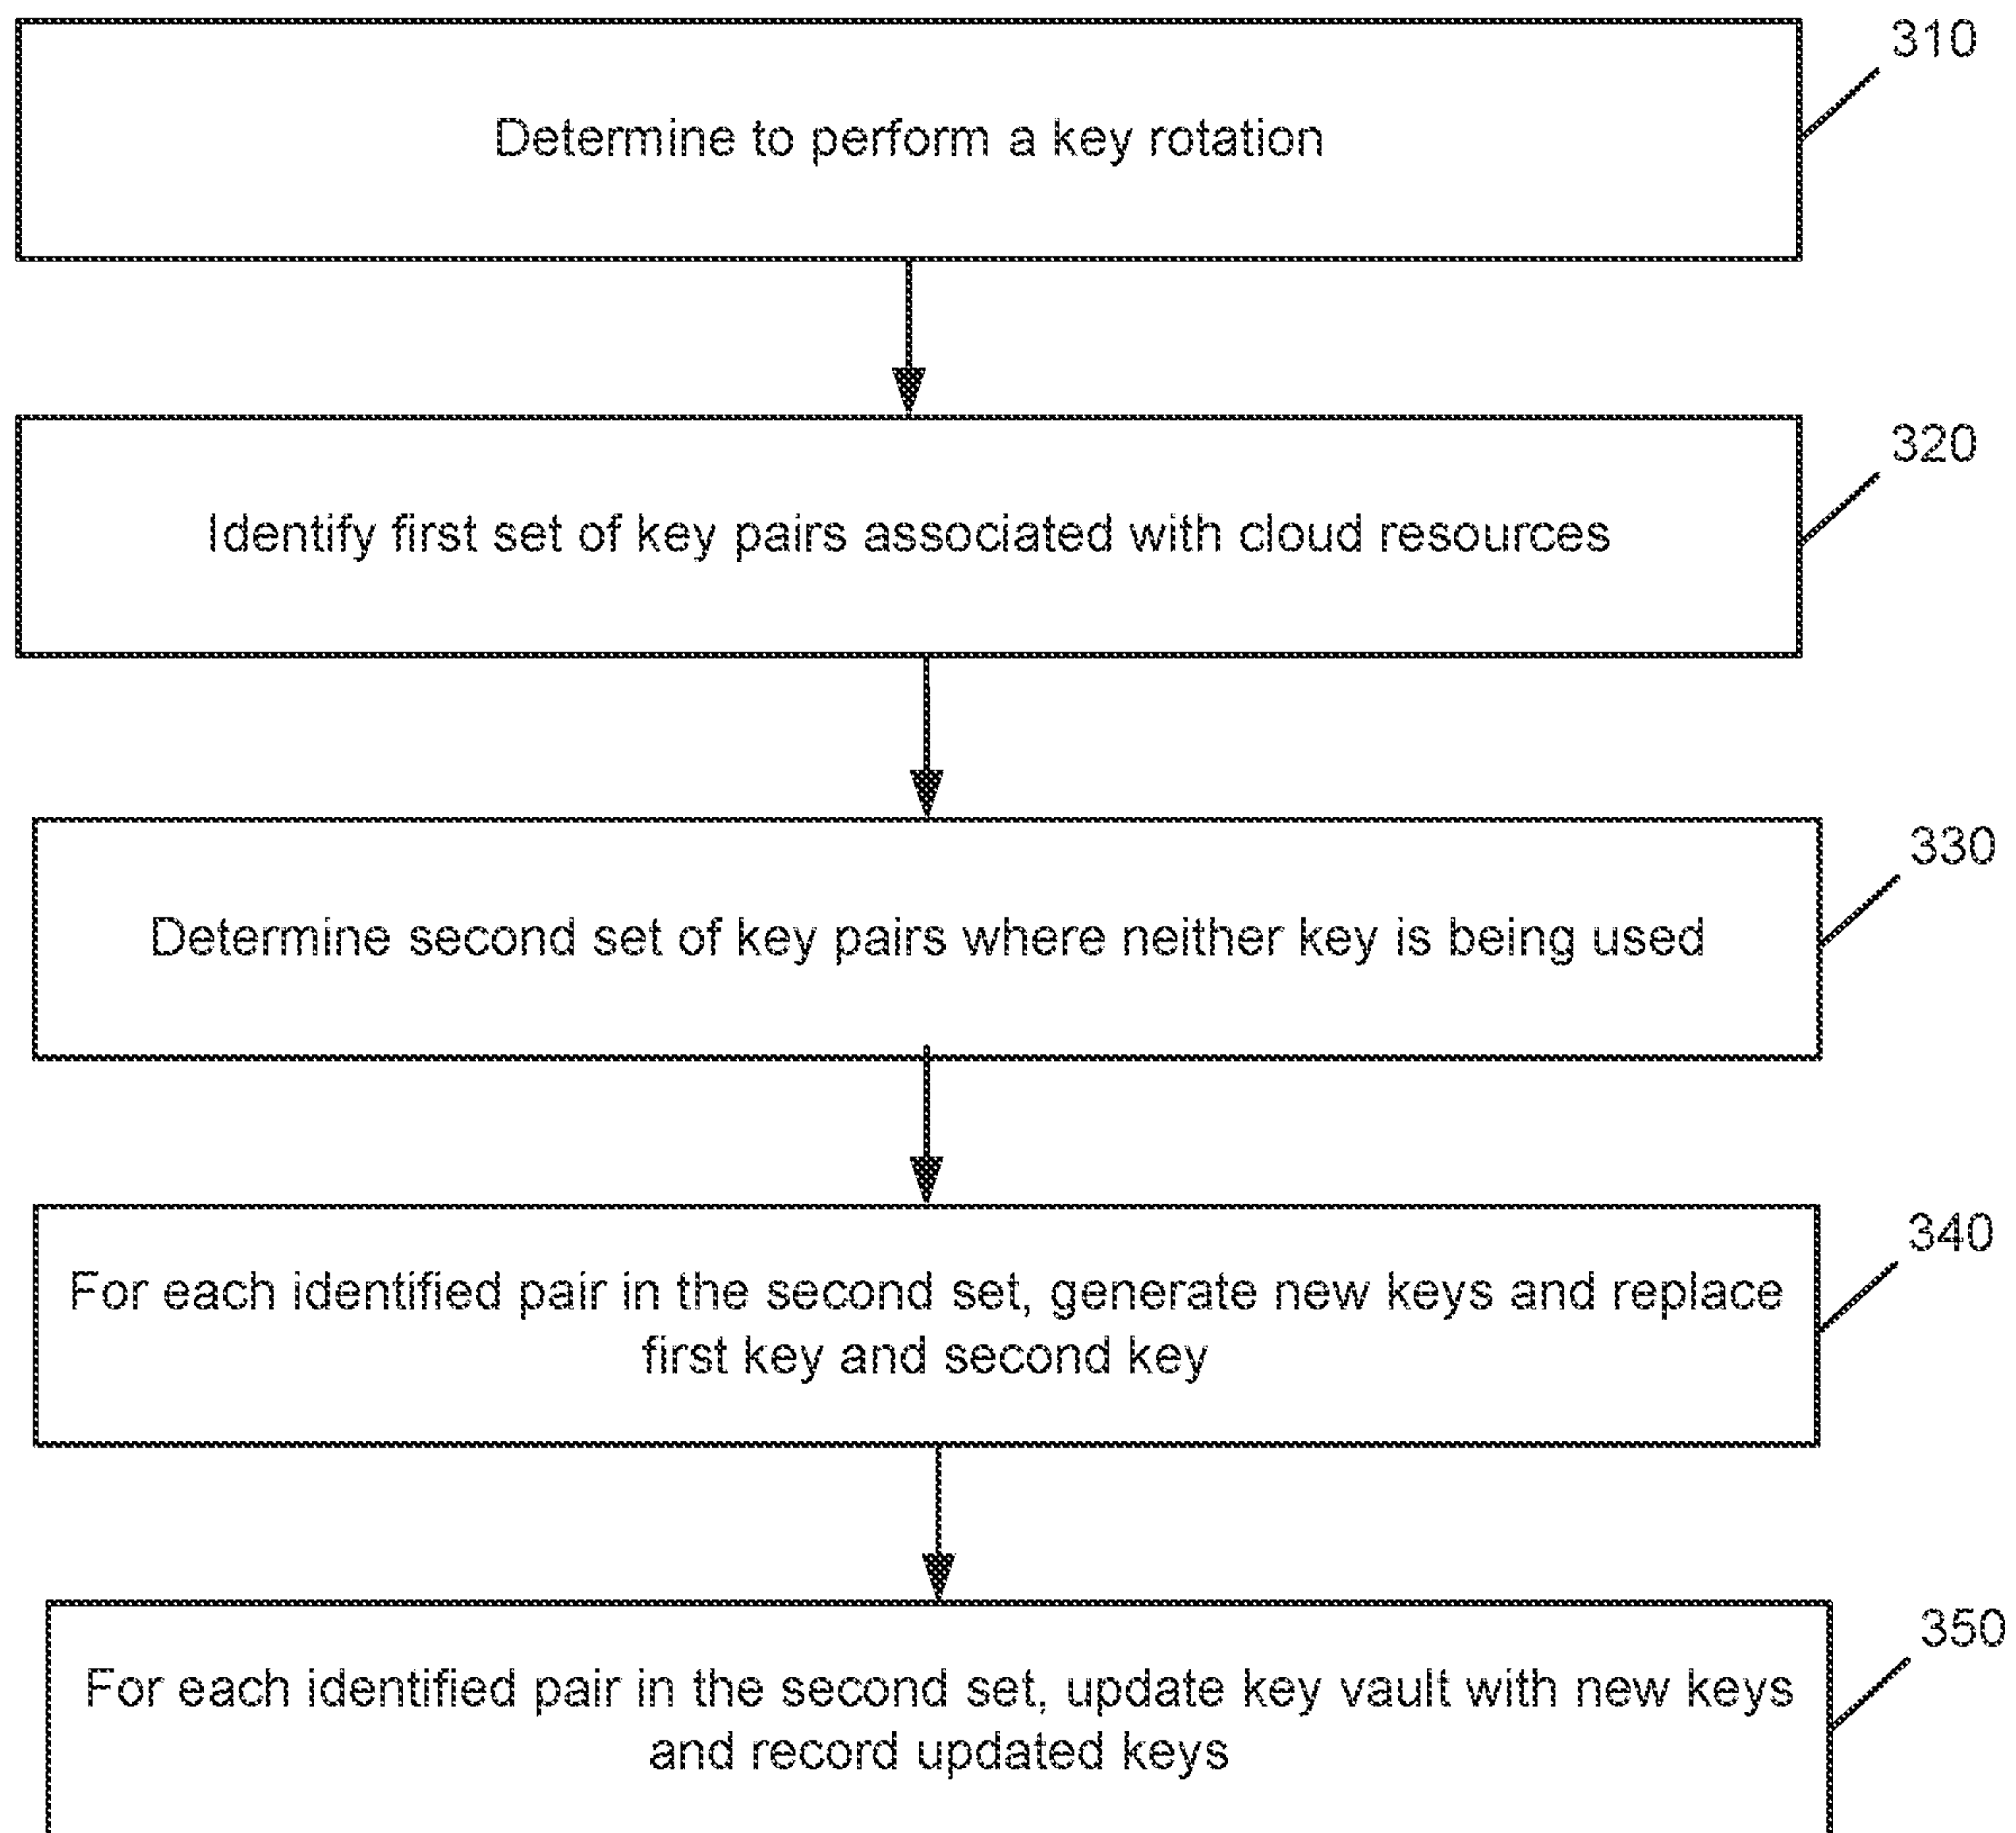 310
Determine to perform a key rotation
320
Identify first set of key pairs associated with cloud resources
330
Determine second set of key pairs where neither key is being used
340
For each identified pair in the second set, generate new keys and replace
first key and second key
350
For each identified pair in the second set, update key vault with new keys
and record updated keys